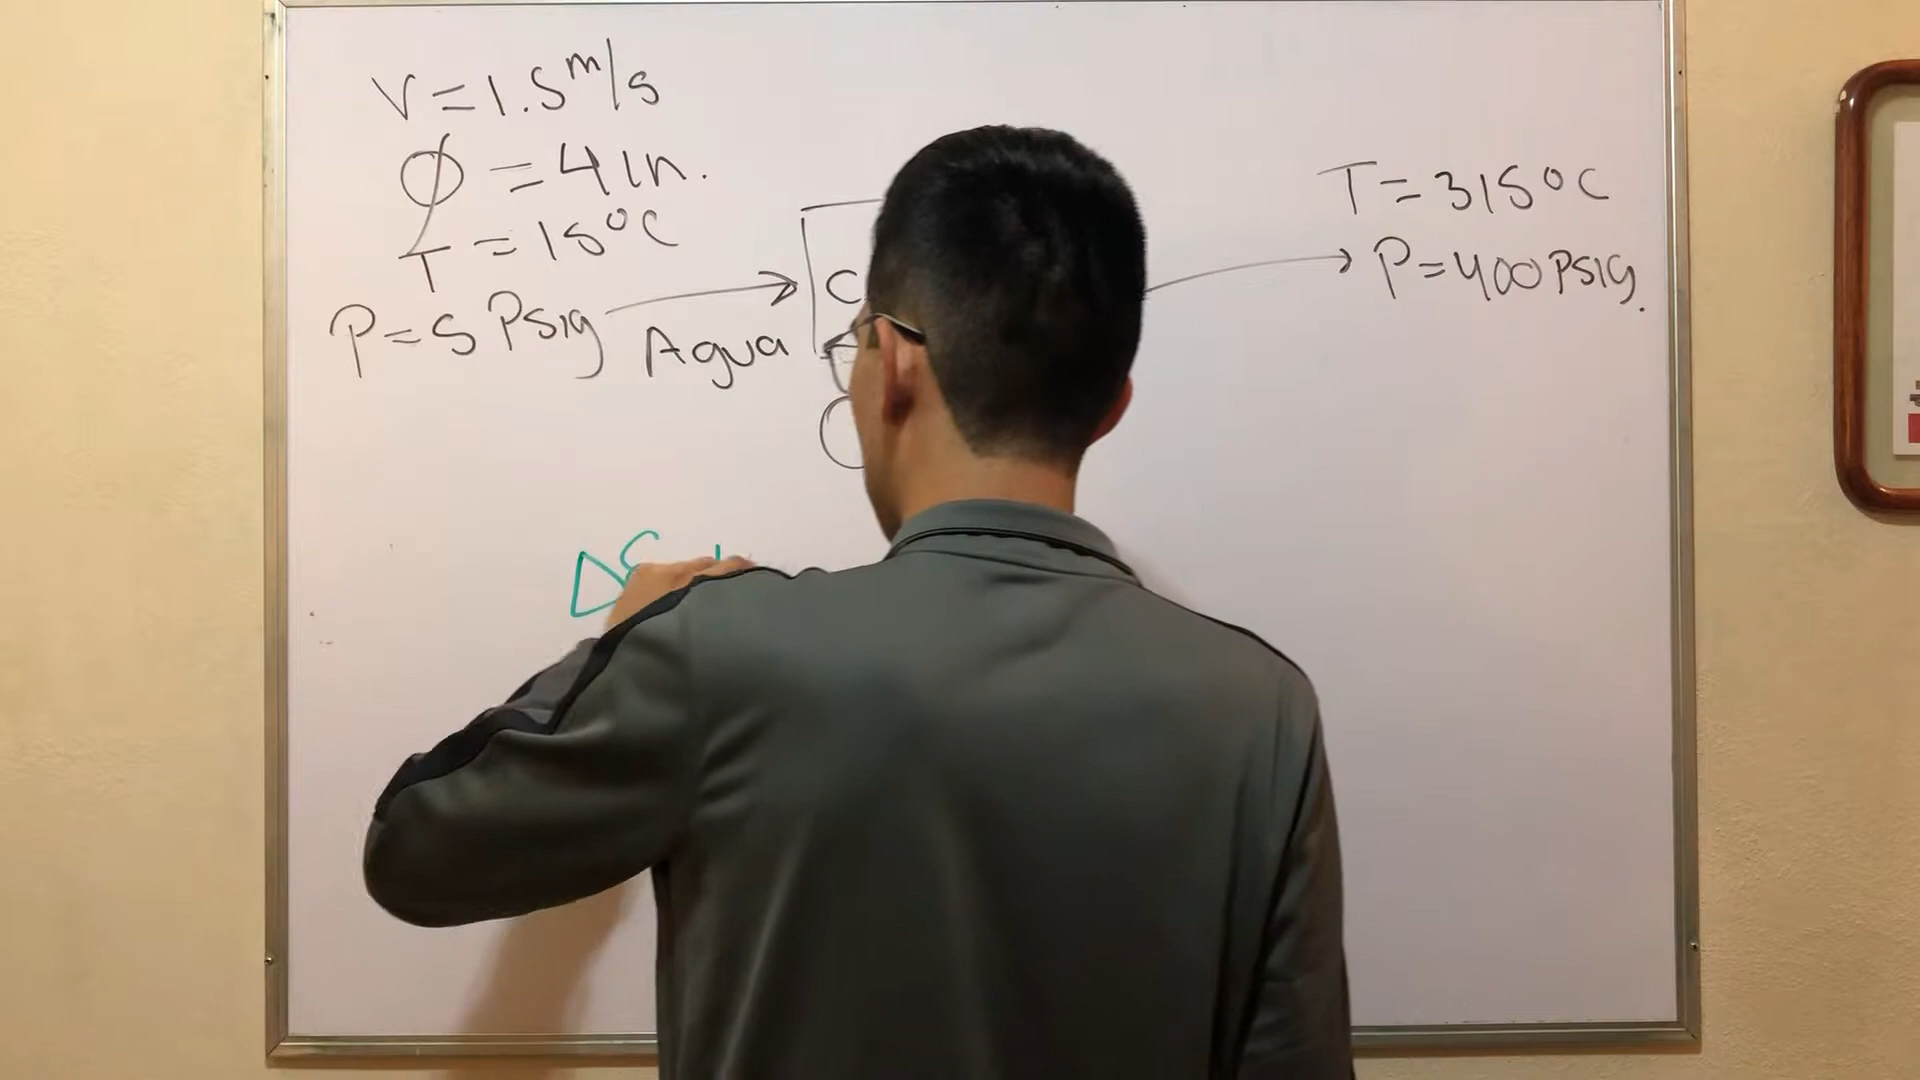 V = 1.5 m/s
Ø = 4 in.
T = 15°C
P = 5 Psig
Agua
C
T = 315°C
P = 400 Psig.
Δ